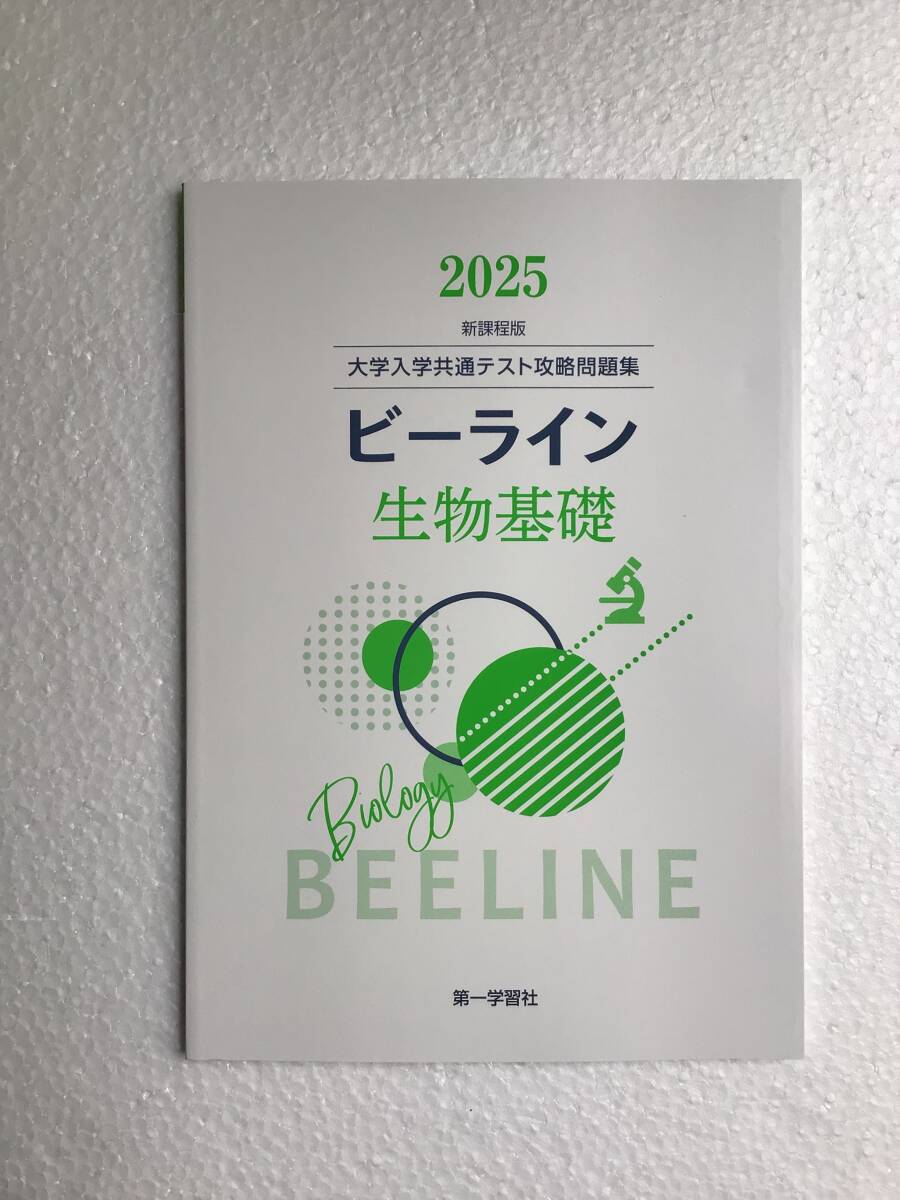 2025
新課程版
大学入学共通テスト攻略問題集
ビーライン
生物基礎
Biology
BEELINE
第一学習社